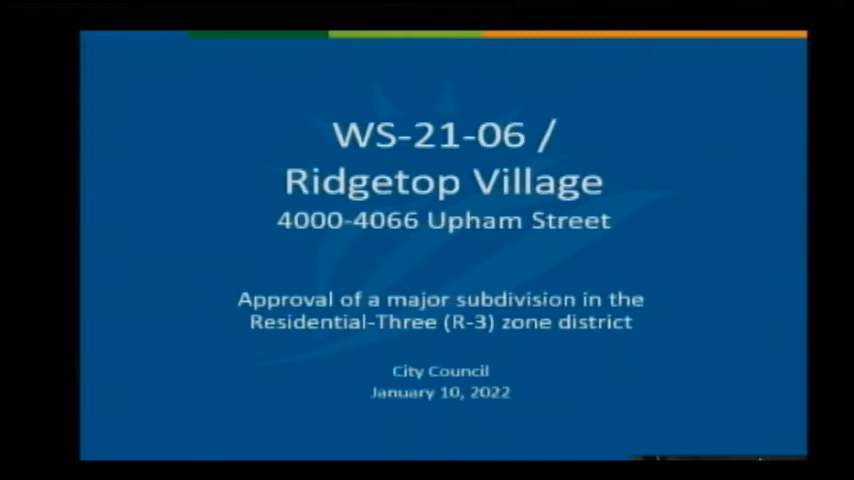 WS-21-06 /
Ridgetop Village
4000-4066 Upham Street
Approval of a major subdivision in the
Residential-Three (R-3) zone district
City Council
January 10, 2022